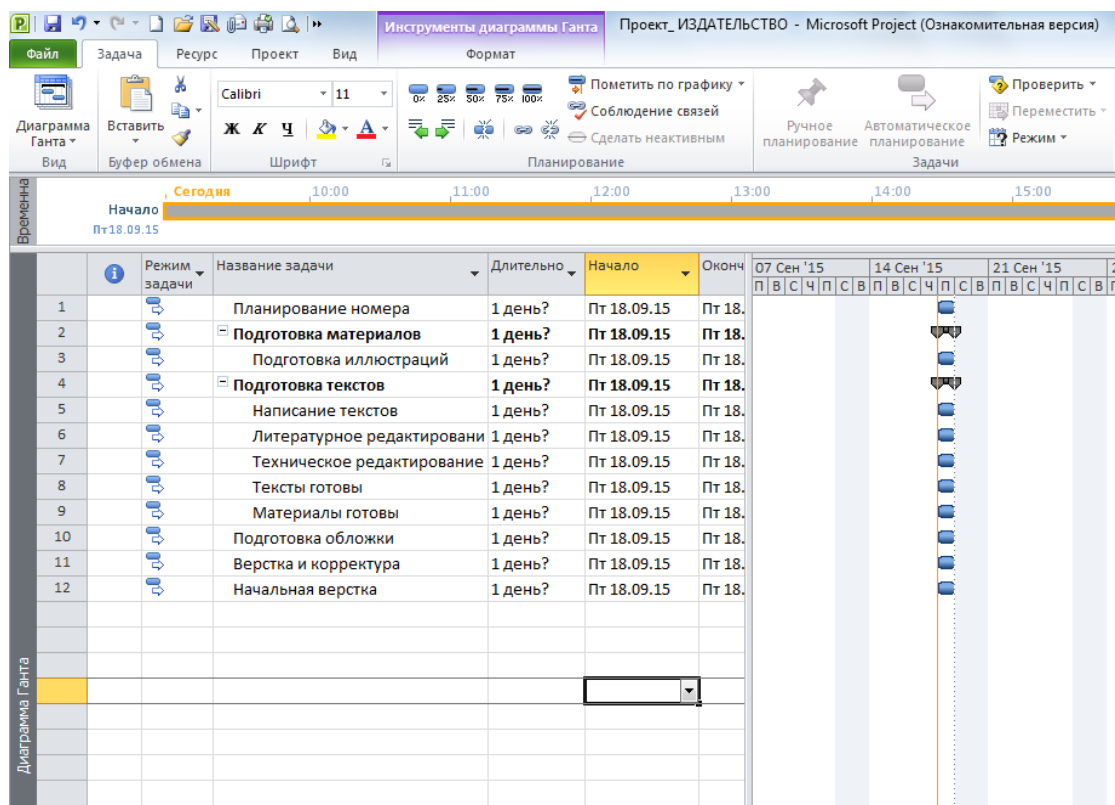 Инструменты диаграммы Ганта
Проект_ ИЗДАТЕЛЬСТВО - Microsoft Project (Ознакомительная версия)
Файл Задача Ресурс Проект Вид Формат
Диаграмма Ганта
Вид
Вставить
Буфер обмена
Calibri 11
Ж К Ч А
Шрифт
0% 25% 50% 75% 100%
Пометить по графику
Соблюдение связей
Сделать неактивным
Планирование
Ручное планирование
Автоматическое планирование
Проверить
Переместить
Режим
Задачи
Временна
Сегодня 10:00 11:00 12:00 13:00 14:00 15:00
Начало
Пт18.09.15
Режим задачи Название задачи Длительно Начало Оконч 07 Сен '15 14 Сен '15 21 Сен '15
П В С Ч П С В П В С Ч П С В П В С Ч П С В П
1 Планирование номера 1 день? Пт 18.09.15 Пт 18.
2 Подготовка материалов 1 день? Пт 18.09.15 Пт 18.
3 Подготовка иллюстраций 1 день? Пт 18.09.15 Пт 18.
4 Подготовка текстов 1 день? Пт 18.09.15 Пт 18.
5 Написание текстов 1 день? Пт 18.09.15 Пт 18.
6 Литературное редактировани 1 день? Пт 18.09.15 Пт 18.
7 Техническое редактирование 1 день? Пт 18.09.15 Пт 18.
8 Тексты готовы 1 день? Пт 18.09.15 Пт 18.
9 Материалы готовы 1 день? Пт 18.09.15 Пт 18.
10 Подготовка обложки 1 день? Пт 18.09.15 Пт 18.
11 Верстка и корректура 1 день? Пт 18.09.15 Пт 18.
12 Начальная верстка 1 день? Пт 18.09.15 Пт 18.
Диаграмма Ганта